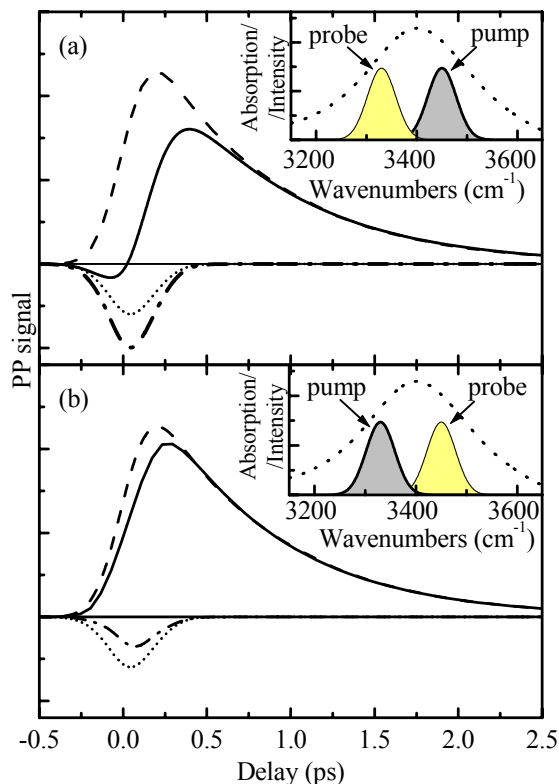 (a)
probe
pump
Absorption/
/Intensity
3200 3400 3600
Wavenumbers (cm⁻¹)
PP signal
(b)
pump
probe
Absorption/
/Intensity
3200 3400 3600
Wavenumbers (cm⁻¹)
-0.5 0.0 0.5 1.0 1.5 2.0 2.5
Delay (ps)